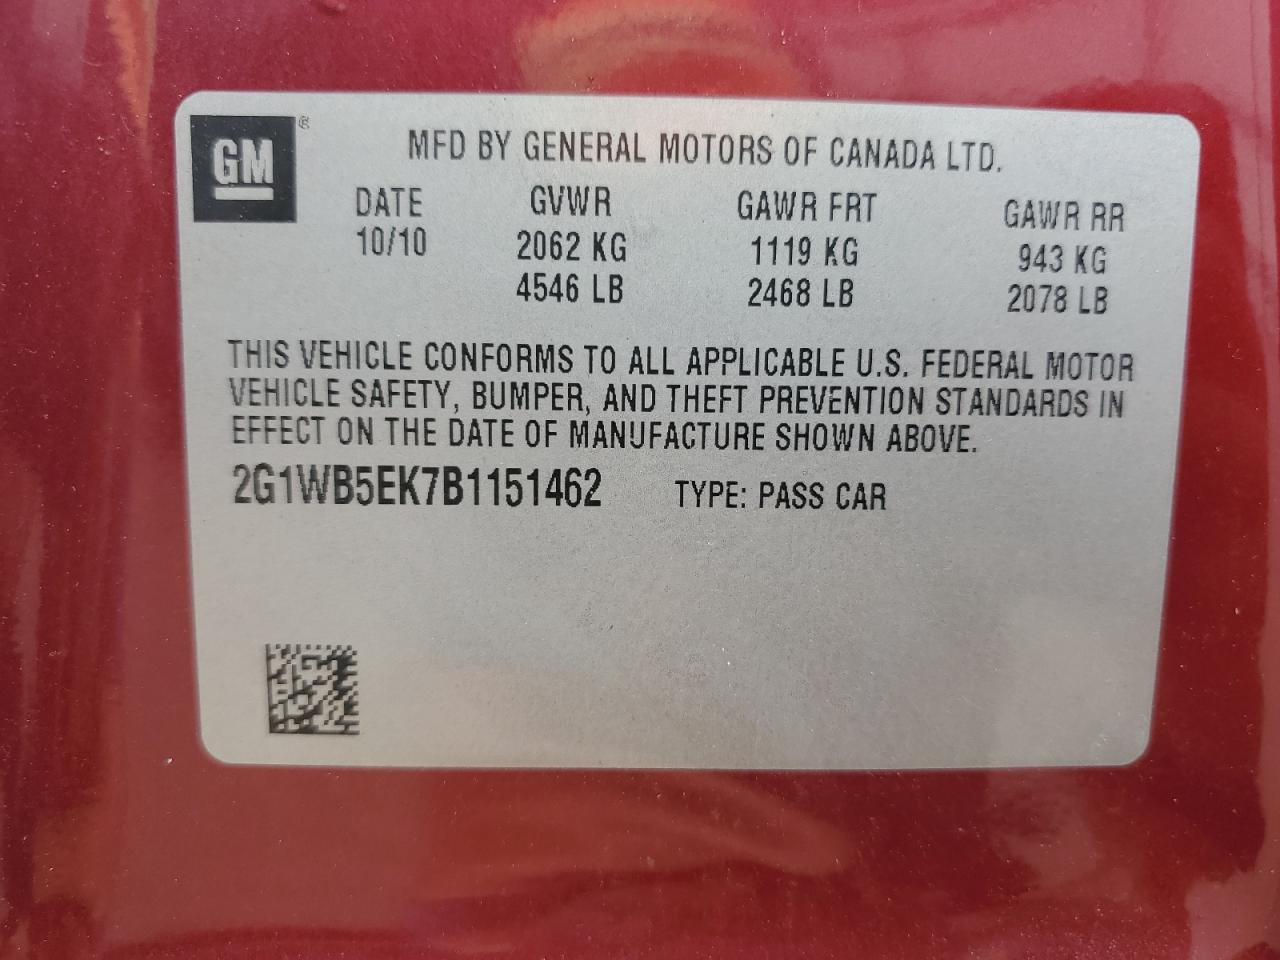 GM ®
MFD BY GENERAL MOTORS OF CANADA LTD.
DATE GVWR GAWR FRT GAWR RR
10/10 2062 KG 1119 KG 943 KG
4546 LB 2468 LB 2078 LB
THIS VEHICLE CONFORMS TO ALL APPLICABLE U.S. FEDERAL MOTOR
VEHICLE SAFETY, BUMPER, AND THEFT PREVENTION STANDARDS IN
EFFECT ON THE DATE OF MANUFACTURE SHOWN ABOVE.
2G1WB5EK7B1151462 TYPE: PASS CAR